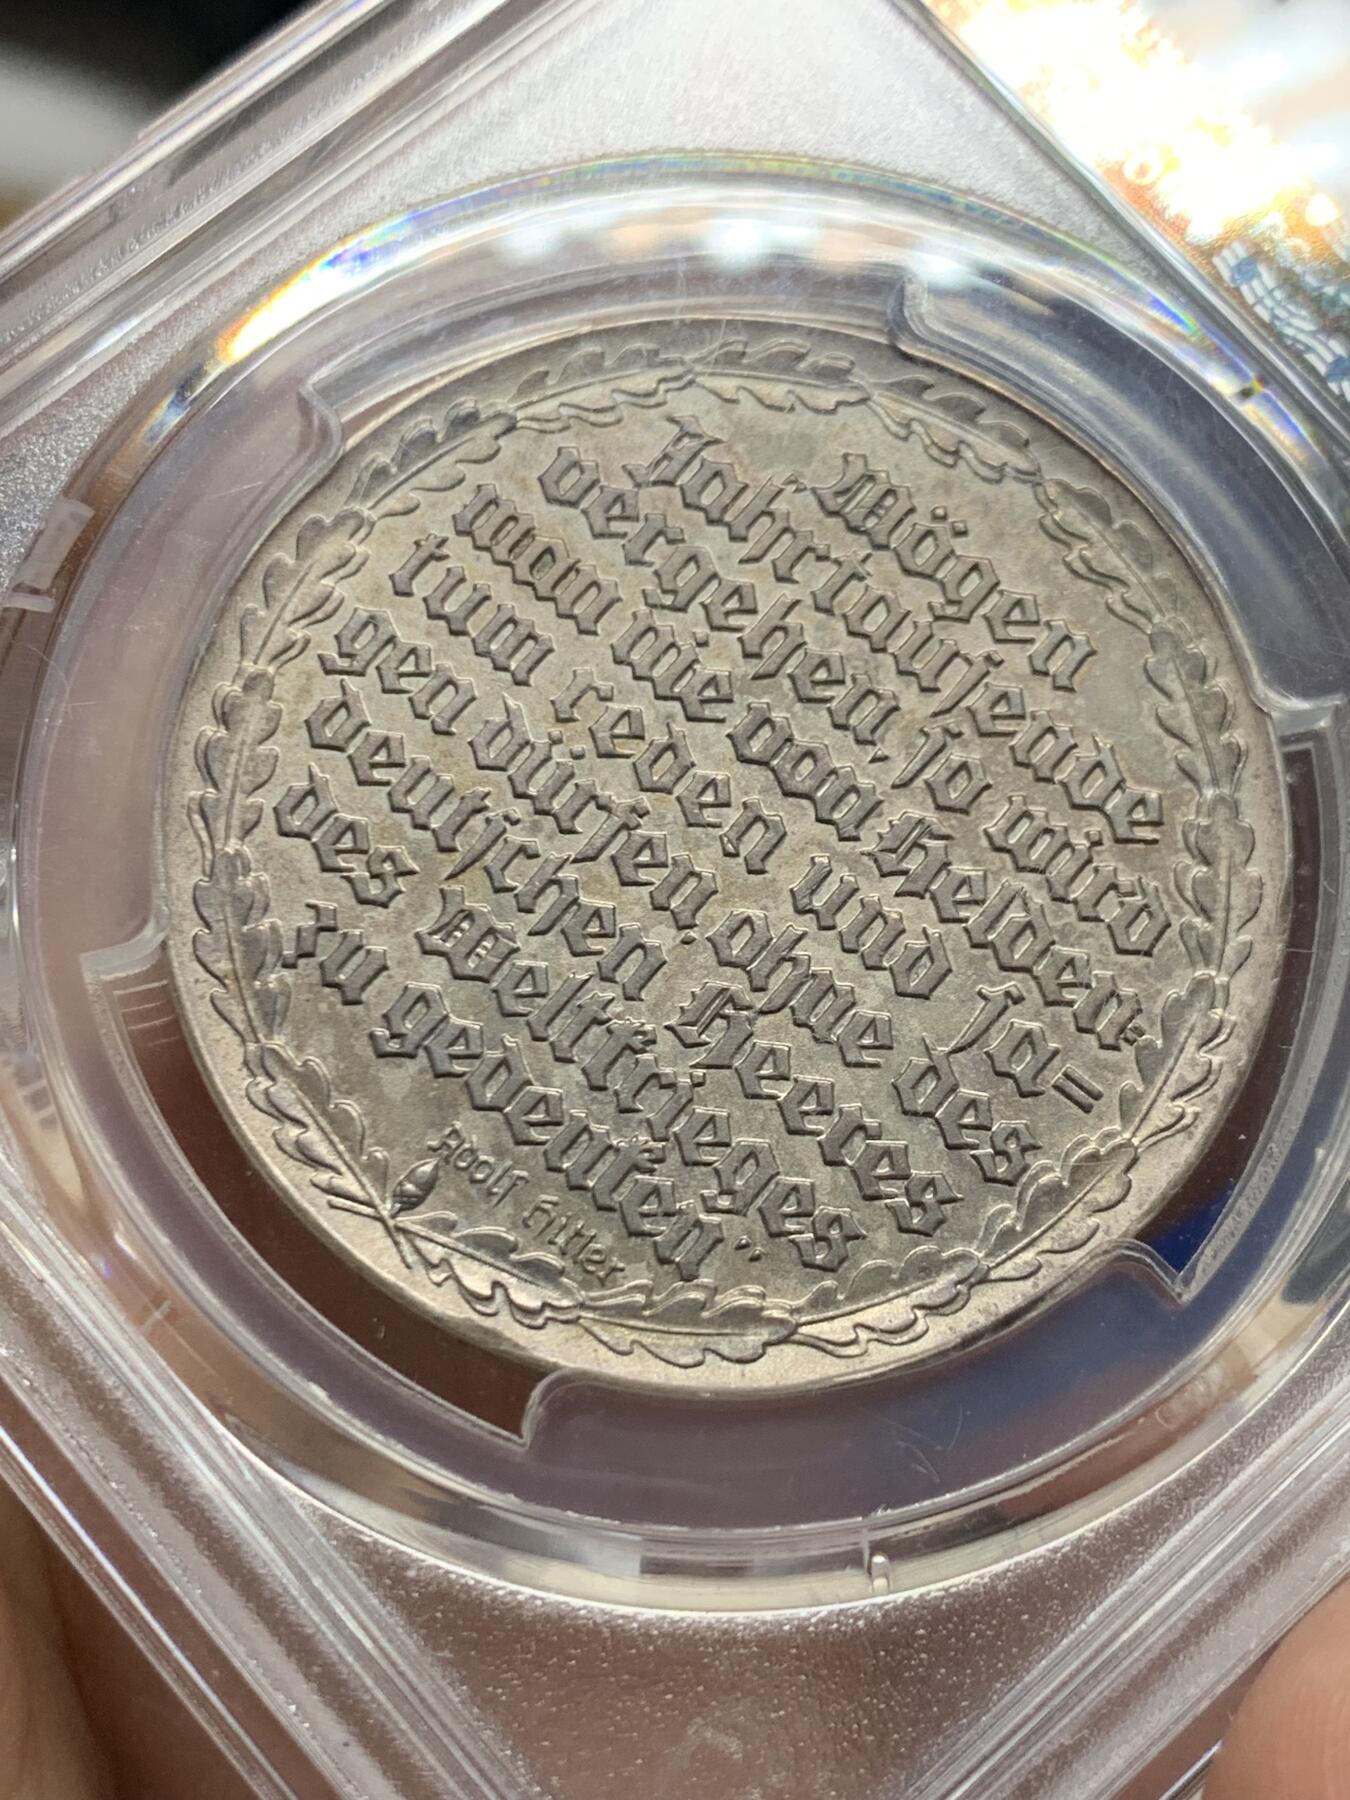 „Mögen
Jahrtausende
vergehen, so wird
man nie von Helden-
tum reden und sa=
gen dürfen, ohne des
deutschen Heeres
des Weltkrieges
zu gedenken“
Adolf Hitler